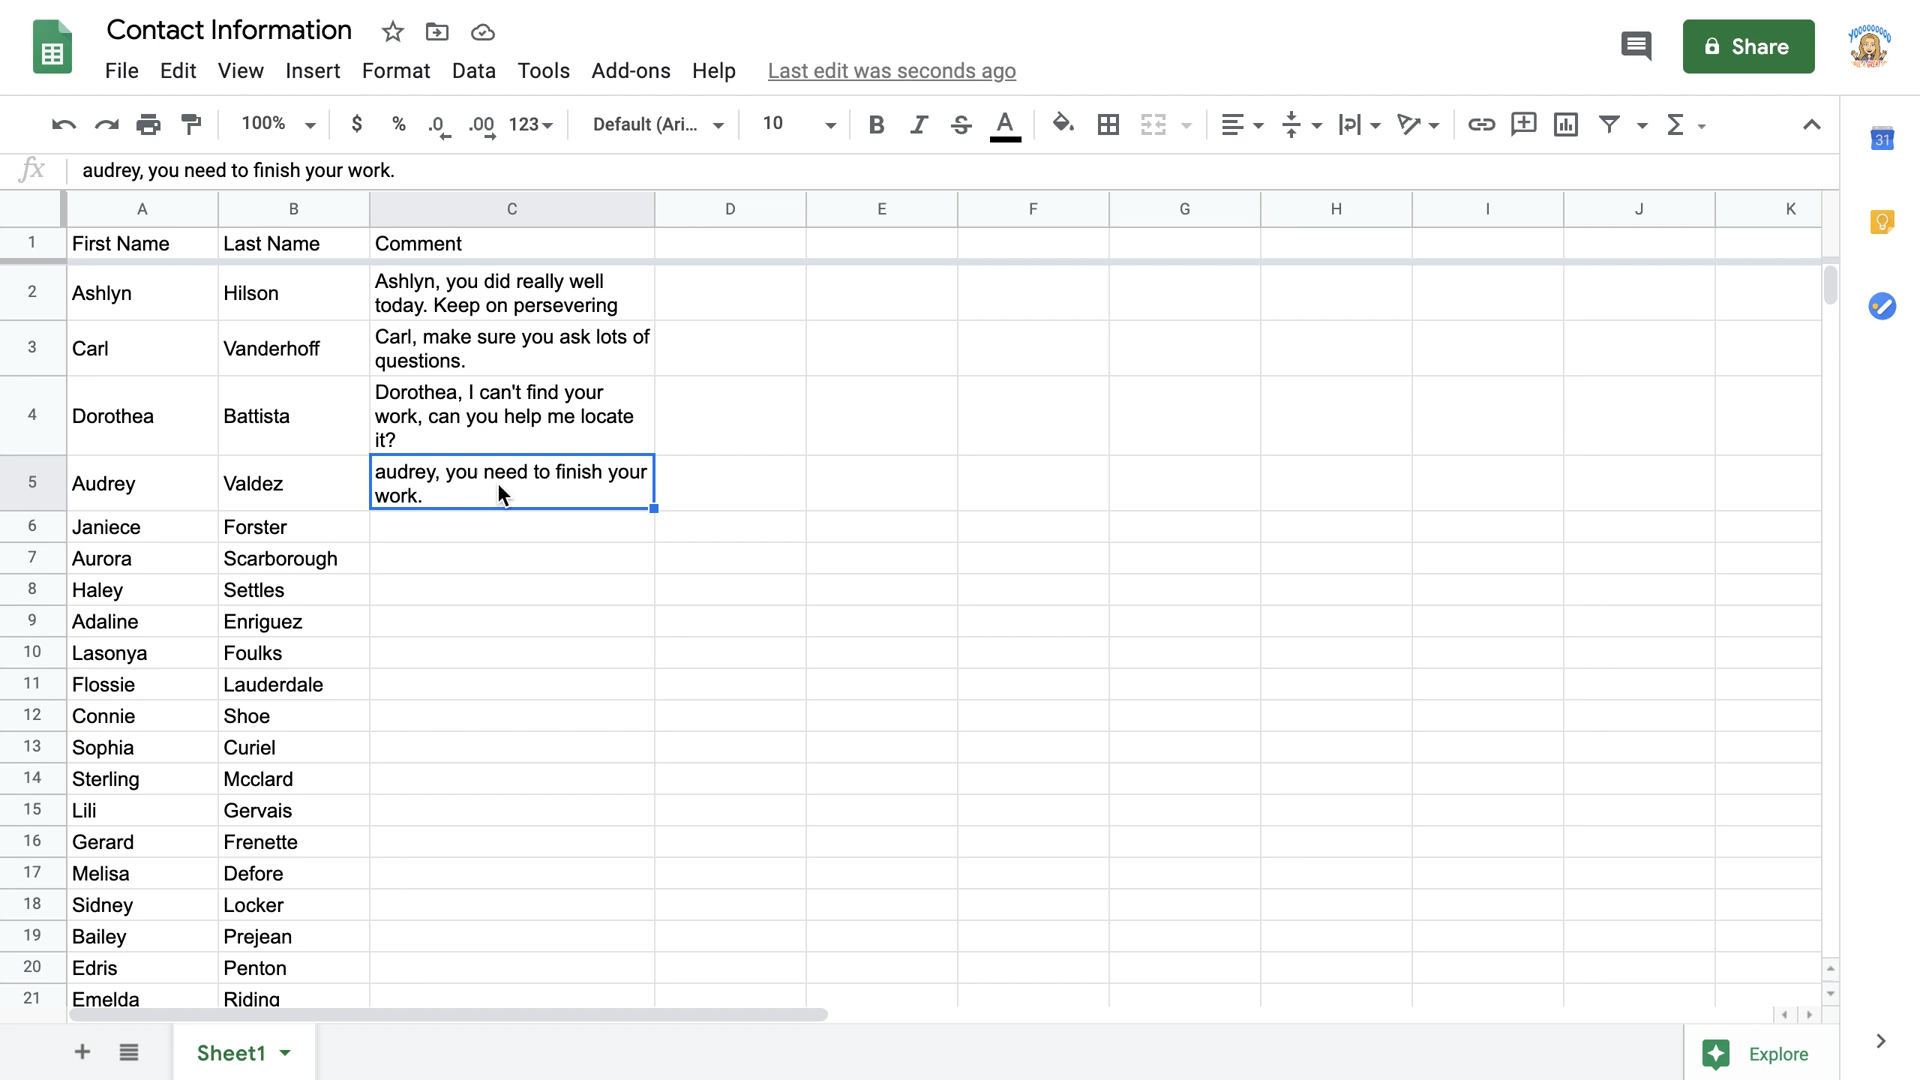 Contact Information
File Edit View Insert Format Data Tools Add-ons Help Last edit was seconds ago
Share
YOOOOOOOOO
100% $ % .0 .00 123 Default (Ari... 10 B I S A Σ
31
fx audrey, you need to finish your work.
A B C D E F G H I J K
1 First Name Last Name Comment
2 Ashlyn Hilson Ashlyn, you did really well
today. Keep on persevering
3 Carl Vanderhoff Carl, make sure you ask lots of
questions.
4 Dorothea Battista Dorothea, I can't find your
work, can you help me locate
it?
5 Audrey Valdez audrey, you need to finish your
work.
6 Janiece Forster
7 Aurora Scarborough
8 Haley Settles
9 Adaline Enriguez
10 Lasonya Foulks
11 Flossie Lauderdale
12 Connie Shoe
13 Sophia Curiel
14 Sterling Mcclard
15 Lili Gervais
16 Gerard Frenette
17 Melisa Defore
18 Sidney Locker
19 Bailey Prejean
20 Edris Penton
21 Emelda Riding
+ Sheet1 Explore